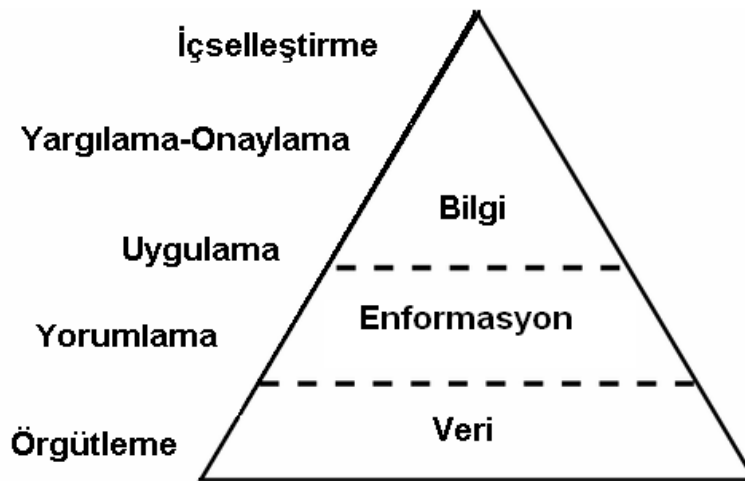 İçselleştirme
Yargılama-Onaylama
Bilgi
Uygulama
Enformasyon
Yorumlama
Veri
Örgütleme